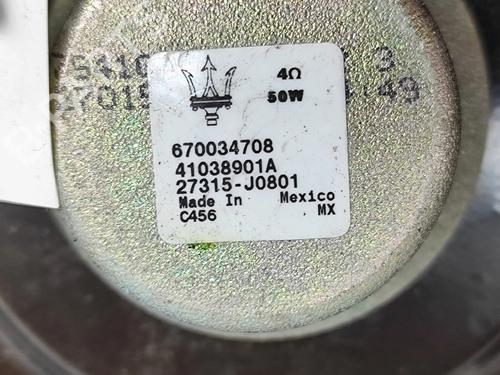 4Ω
50W
670034708
41038901A
27315-J0801
Made In Mexico
C456 MX